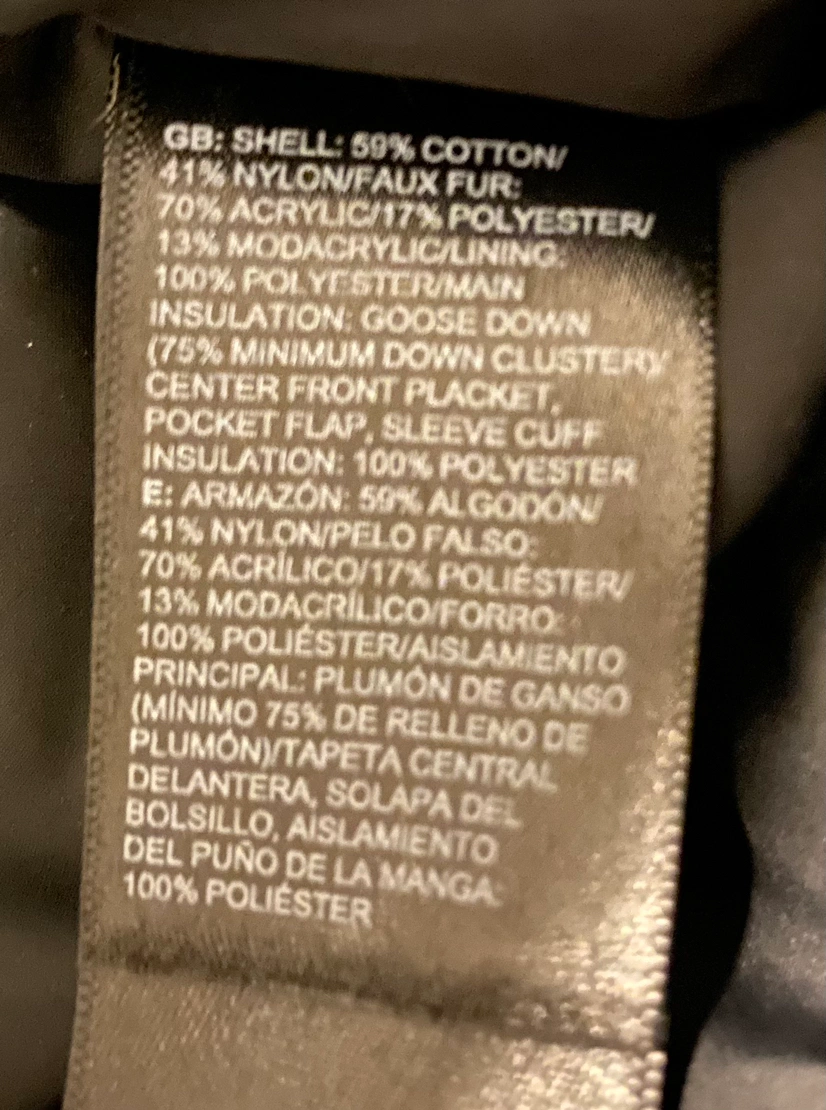 GB: SHELL: 59% COTTON/
41% NYLON/FAUX FUR:
70% ACRYLIC/17% POLYESTER/
13% MODACRYLIC/LINING:
100% POLYESTER/MAIN
INSULATION: GOOSE DOWN
(75% MINIMUM DOWN CLUSTER)/
CENTER FRONT PLACKET,
POCKET FLAP, SLEEVE CUFF
INSULATION: 100% POLYESTER
E: ARMAZÓN: 59% ALGODÓN/
41% NYLON/PELO FALSO:
70% ACRÍLICO/17% POLIÉSTER/
13% MODACRÍLICO/FORRO:
100% POLIÉSTER/AISLAMIENTO
PRINCIPAL: PLUMÓN DE GANSO
(MÍNIMO 75% DE RELLENO DE
PLUMÓN)/TAPETA CENTRAL
DELANTERA, SOLAPA DEL
BOLSILLO, AISLAMIENTO
DEL PUÑO DE LA MANGA:
100% POLIÉSTER